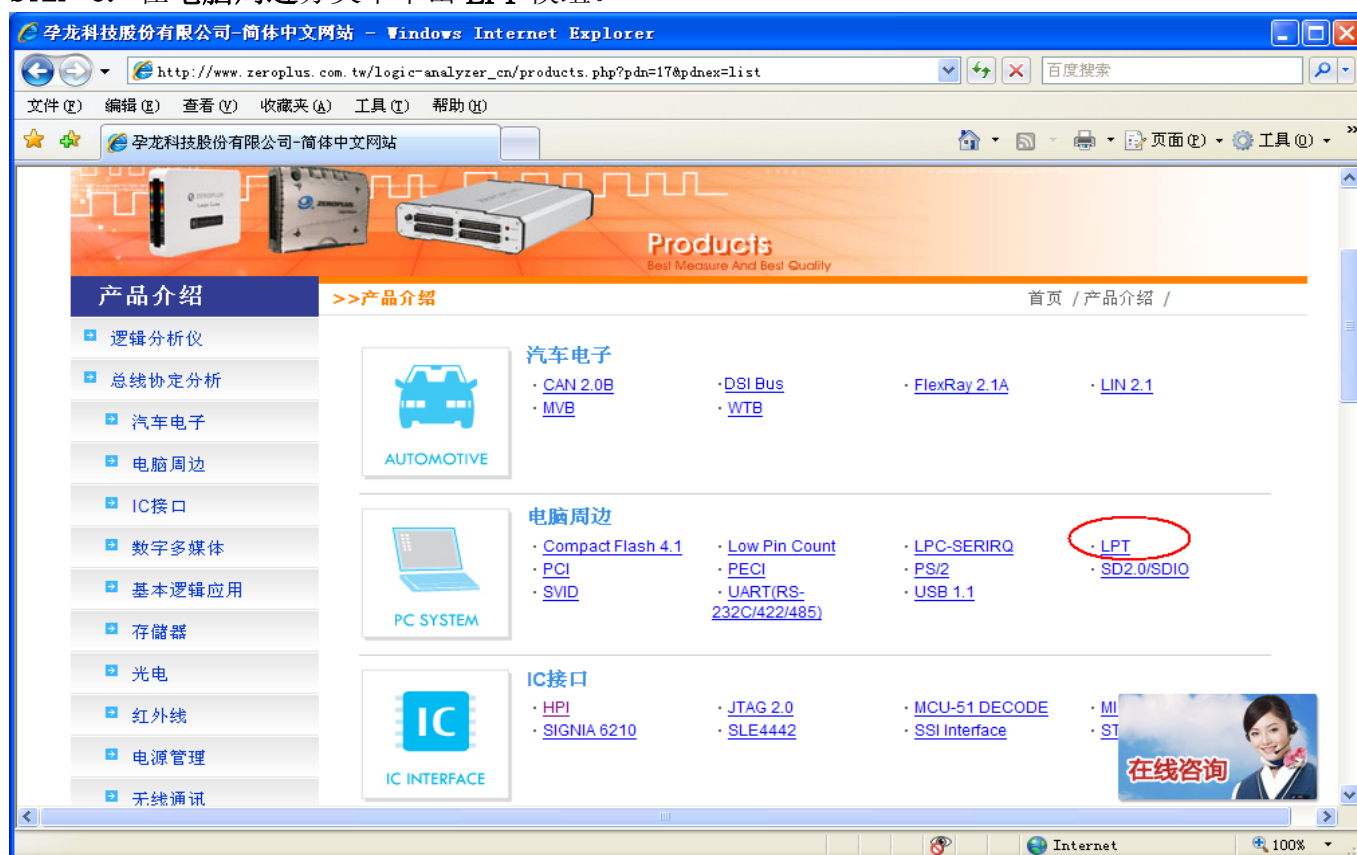 孕龙科技股份有限公司-简体中文网站 - Windows Internet Explorer
http://www.zeroplus.com.tw/logic-analyzer_cn/products.php?pdn=17&pdnex=list
百度搜索
文件(F) 编辑(E) 查看(V) 收藏夹(A) 工具(T) 帮助(H)
孕龙科技股份有限公司-简体中文网站
页面(P) 工具(O)
ZEROPLUS
Products
Best Measure And Best Quality
产品介绍
>>产品介绍
首页 / 产品介绍 /
逻辑分析仪
总线协定分析
汽车电子
电脑周边
IC接口
数字多媒体
基本逻辑应用
存储器
光电
红外线
电源管理
无线通讯
AUTOMOTIVE
汽车电子
· CAN 2.0B ·DSI Bus · FlexRay 2.1A · LIN 2.1
· MVB · WTB
PC SYSTEM
电脑周边
· Compact Flash 4.1 · Low Pin Count · LPC-SERIRQ · LPT
· PCI · PECI · PS/2 · SD2.0/SDIO
· SVID · UART(RS-232C/422/485) · USB 1.1
IC
IC INTERFACE
IC接口
· HPI · JTAG 2.0 · MCU-51 DECODE · MI
· SIGNIA 6210 · SLE4442 · SSI Interface · ST
在线咨询
Internet
100%